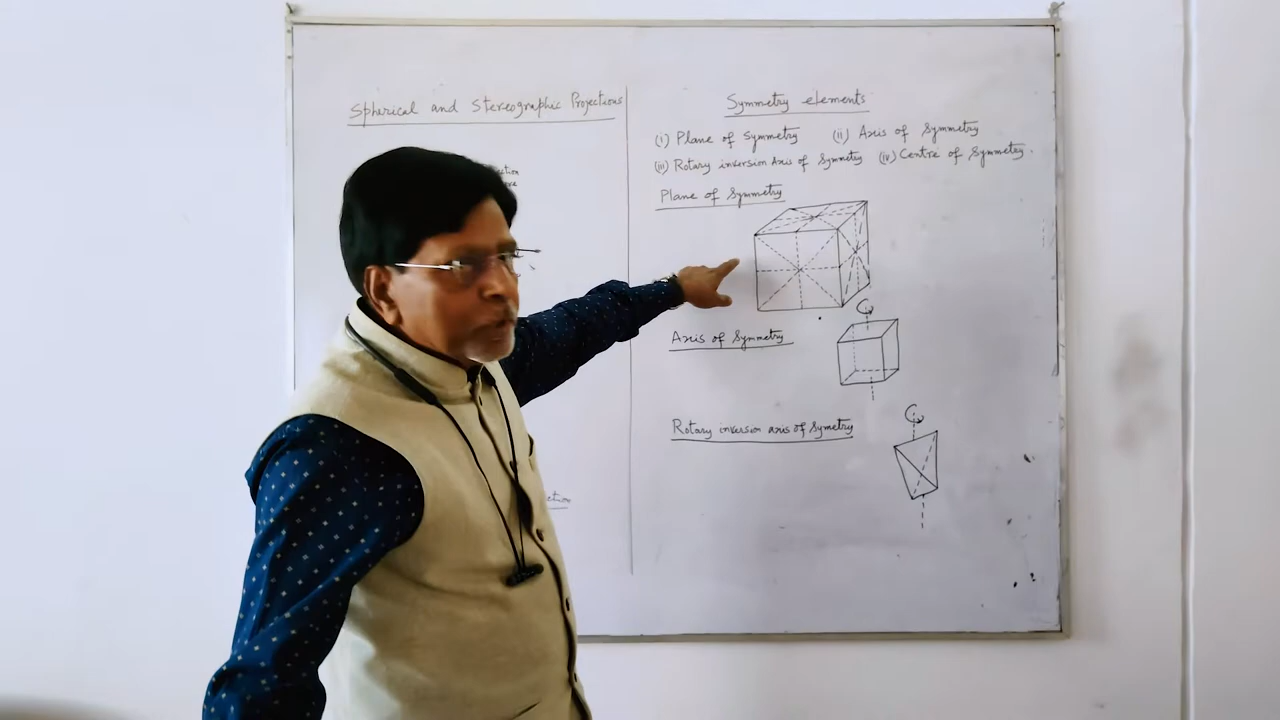 Spherical and Stereographic Projections
Symmetry elements
(i) Plane of Symmetry (ii) Axis of Symmetry
(iii) Rotary inversion Axis of Symmetry (iv) Centre of Symmetry.
Plane of Symmetry
Axis of Symmetry
Rotary inversion axis of Symetry